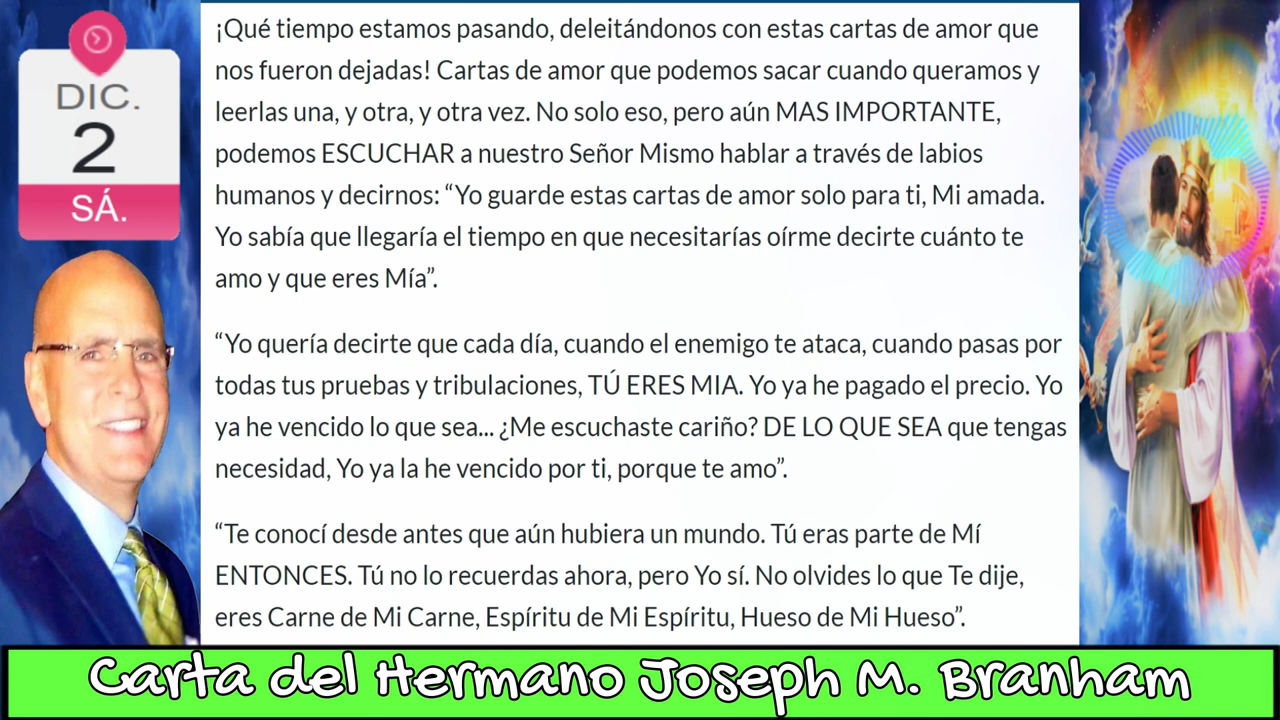 DIC.
2
SÁ.
¡Qué tiempo estamos pasando, deleitándonos con estas cartas de amor que
nos fueron dejadas! Cartas de amor que podemos sacar cuando queramos y
leerlas una, y otra, y otra vez. No solo eso, pero aún MAS IMPORTANTE,
podemos ESCUCHAR a nuestro Señor Mismo hablar a través de labios
humanos y decirnos: “Yo guarde estas cartas de amor solo para ti, Mi amada.
Yo sabía que llegaría el tiempo en que necesitarías oírme decirte cuánto te
amo y que eres Mía”.
“Yo quería decirte que cada día, cuando el enemigo te ataca, cuando pasas por
todas tus pruebas y tribulaciones, TÚ ERES MIA. Yo ya he pagado el precio. Yo
ya he vencido lo que sea... ¿Me escuchaste cariño? DE LO QUE SEA que tengas
necesidad, Yo ya la he vencido por ti, porque te amo”.
“Te conocí desde antes que aún hubiera un mundo. Tú eras parte de Mí
ENTONCES. Tú no lo recuerdas ahora, pero Yo sí. No olvides lo que Te dije,
eres Carne de Mi Carne, Espíritu de Mi Espíritu, Hueso de Mi Hueso”.
Carta del Hermano Joseph M. Branham